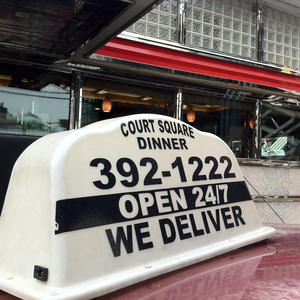 COURT SQUARE
DINNER
392-1222
OPEN 24/7
WE DELIVER